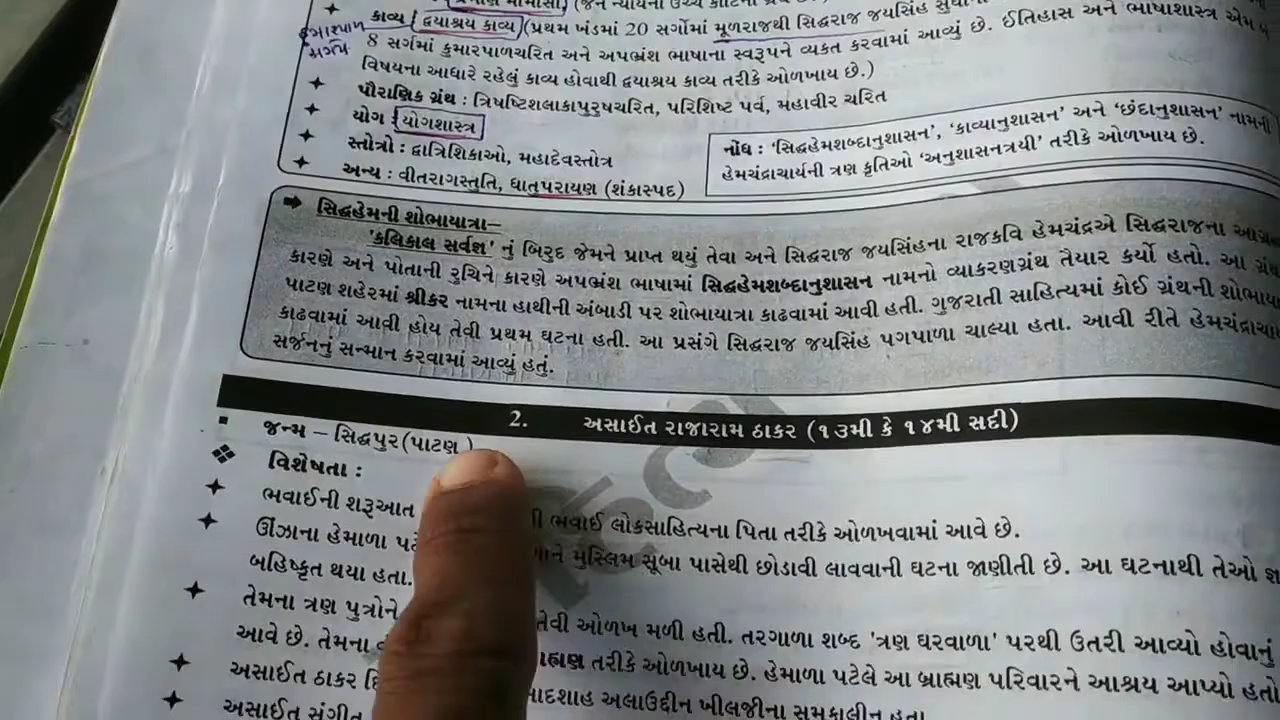 કાવ્ય દ્વયાશ્રય કાવ્ય (પ્રથમ ખંડમાં 20 સર્ગોમાં મૂળરાજથી સિદ્ધરાજ જયસિંહ સુધીના
8 સર્ગમાં કુમારપાળચરિત અને અપભ્રંશ ભાષાના સ્વરૂપને વ્યક્ત કરવામાં આવ્યું છે. ઈતિહાસ અને ભાષાશાસ્ત્ર એમ
વિષયના આધારે રહેલું કાવ્ય હોવાથી દ્વયાશ્રય કાવ્ય તરીકે ઓળખાય છે.)
પૌરાણિક ગ્રંથ : ત્રિષષ્ટિશલાકાપુરુષચરિત, પરિશિષ્ટ પર્વ, મહાવીર ચરિત
યોગ : યોગશાસ્ત્ર
સ્તોત્રો : દ્વાત્રિશિકાઓ, મહાદેવસ્તોત્ર
અન્ય : વીતરાગસ્તુતિ, ધાતુપરાયણ (શંકાસ્પદ)
નોંધ : 'સિદ્ધહેમશબ્દાનુશાસન', 'કાવ્યાનુશાસન' અને 'છંદાનુશાસન' નામની
હેમચંદ્રાચાર્યની ત્રણ કૃતિઓ 'અનુશાસનત્રયી' તરીકે ઓળખાય છે.
➡ સિદ્ધહેમની શોભાયાત્રા–
'કલિકાલ સર્વજ્ઞ' નું બિરુદ જેમને પ્રાપ્ત થયું તેવા અને સિદ્ધરાજ જયસિંહના રાજકવિ હેમચંદ્રએ સિદ્ધરાજના
કારણે અને પોતાની રુચિને કારણે અપભ્રંશ ભાષામાં સિદ્ધહેમશબ્દાનુશાસન નામનો વ્યાકરણગ્રંથ તૈયાર કર્યો હતો. આ
પાટણ શહેરમાં શ્રીકર નામના હાથીની અંબાડી પર શોભાયાત્રા કાઢવામાં આવી હતી. ગુજરાતી સાહિત્યમાં કોઈ ગ્રંથની
કાઢવામાં આવી હોય તેવી પ્રથમ ઘટના હતી. આ પ્રસંગે સિદ્ધરાજ જયસિંહ પગપાળા ચાલ્યા હતા. આવી રીતે
સર્જનનું સન્માન કરવામાં આવ્યું હતું.
2. અસાઈત રાજારામ ઠાકર (૧૩મી કે ૧૪મી સદી)
જન્મ – સિદ્ધપુર(પાટણ )
વિશેષતા :
ભવાઈની શરૂઆત ભવાઈ લોકસાહિત્યના પિતા તરીકે ઓળખવામાં આવે છે.
ઊંઝાના હેમાળા મુસ્લિમ સૂબા પાસેથી છોડાવી લાવવાની ઘટના જાણીતી છે. આ ઘટનાથી તેઓ
બહિષ્કૃત થયા હતા.
તેમના ત્રણ પુત્રોને તેવી ઓળખ મળી હતી. તરગાળા શબ્દ 'ત્રણ ઘરવાળા' પરથી ઉતરી આવ્યો હોવાનું
આવે છે. તેમના તરીકે ઓળખાય છે. હેમાળા પટેલે આ બ્રાહ્મણ પરિવારને આશ્રય આપ્યો હતો
અસાઈત ઠાકર બાદશાહ અલાઉદ્દીન ખીલજીના સમકાલીન હતા
અસાઈત સંગીત